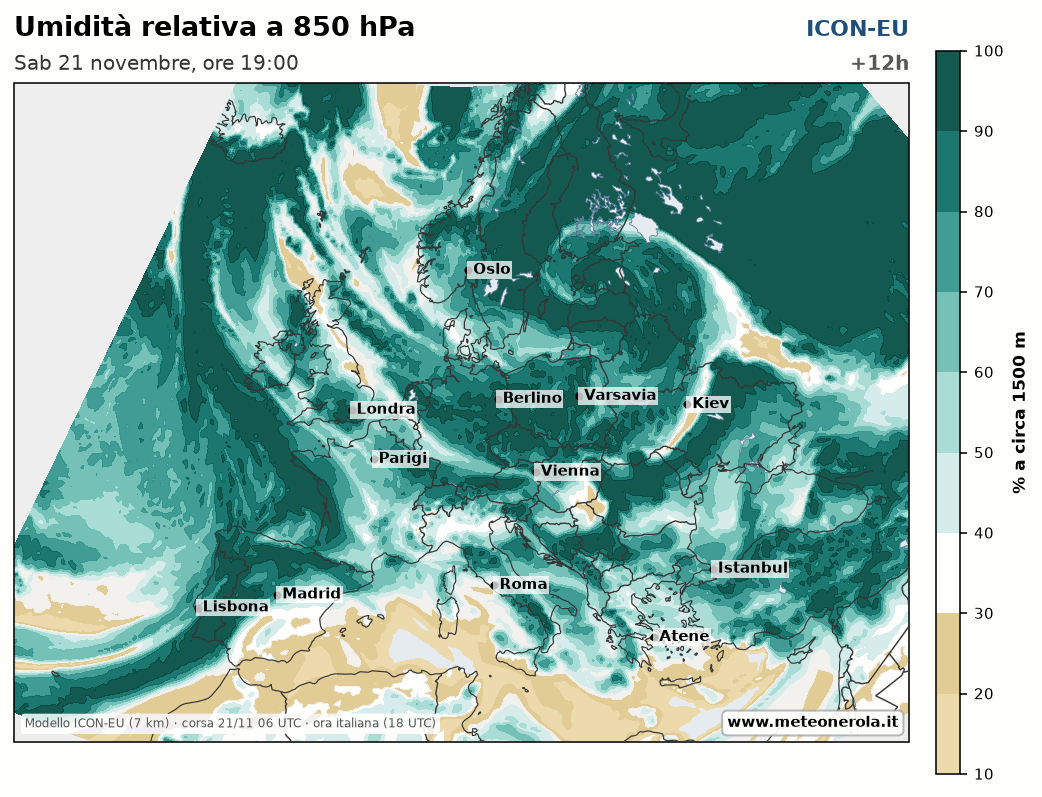 Umidità relativa a 850 hPa
ICON-EU
Sab 21 novembre, ore 19:00
+12h
100
90
80
70
60
50
40
30
20
10
% a circa 1500 m
Oslo
Berlino
Varsavia
Kiev
Londra
Parigi
Vienna
Istanbul
Roma
Madrid
Lisbona
Atene
Modello ICON-EU (7 km) · corsa 21/11 06 UTC · ora italiana (18 UTC)
www.meteonerola.it